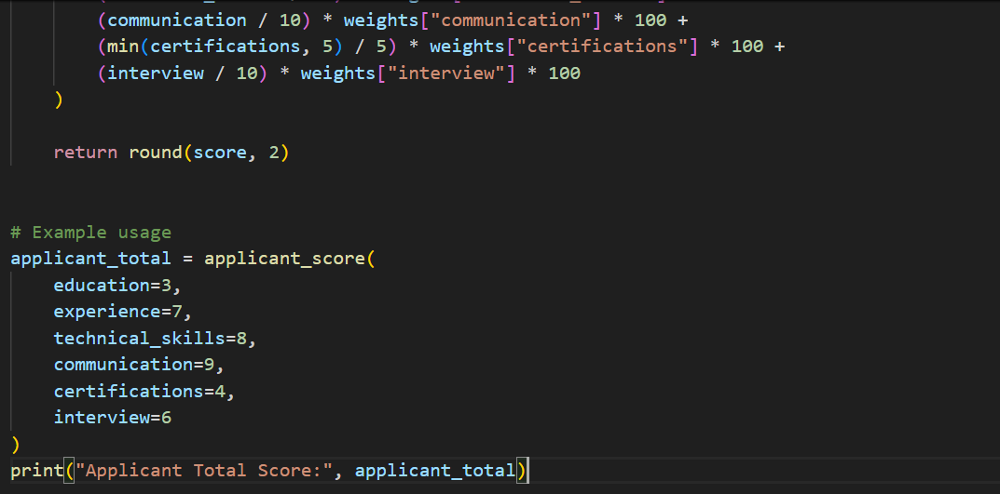 (communication / 10) * weights["communication"] * 100 +
(min(certifications, 5) / 5) * weights["certifications"] * 100 +
(interview / 10) * weights["interview"] * 100
)
return round(score, 2)
# Example usage
applicant_total = applicant_score(
education=3,
experience=7,
technical_skills=8,
communication=9,
certifications=4,
interview=6
)
print("Applicant Total Score:", applicant_total)